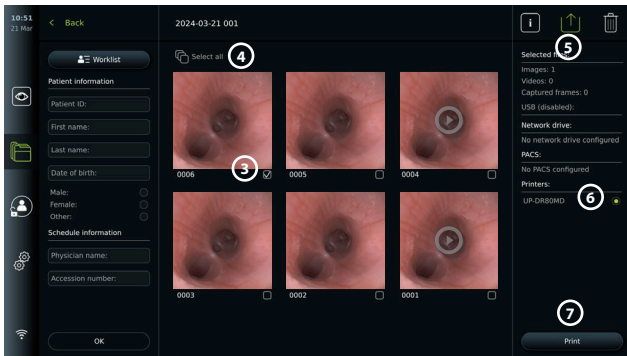 10:51
21 Mar
Back
2024-03-21 001
i
Worklist
Patient information
Patient ID:
First name:
Last name:
Date of birth:
Male:
Female:
Other:
Schedule information
Physician name:
Accession number:
OK
Select all
4
0006
3
0005
0004
0003
0002
0001
5
Selected
Images: 1
Videos: 0
Captured frames: 0
USB (disabled):
Network drive:
No network drive configured
PACS:
No PACS configured
Printers:
UP-DR80MD
6
7
Print